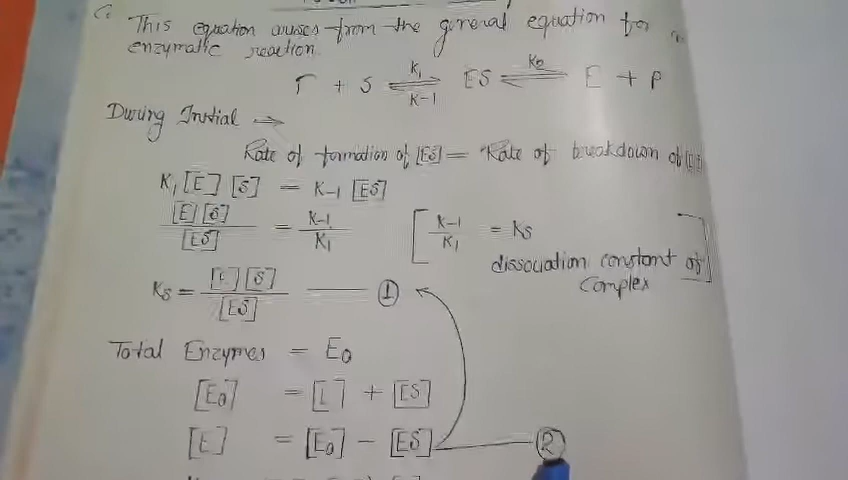 This equation arises from the general equation for
enzymatic reaction.
+ S ⇌ ES ⇌ E + P
K1 K2
K-1
During Initial →
Rate of formation of [ES] = Rate of breakdown of
K1 [E] [S] = K-1 [ES]
[E] [S] / [ES] = K-1 / K1 [ K-1 / K1 = Ks
dissociation constant of
complex ]
Ks = [E] [S] / [ES] —— ①
Total Enzymes = E0
[E0] = [E] + [ES]
[E] = [E0] - [ES] —— ②